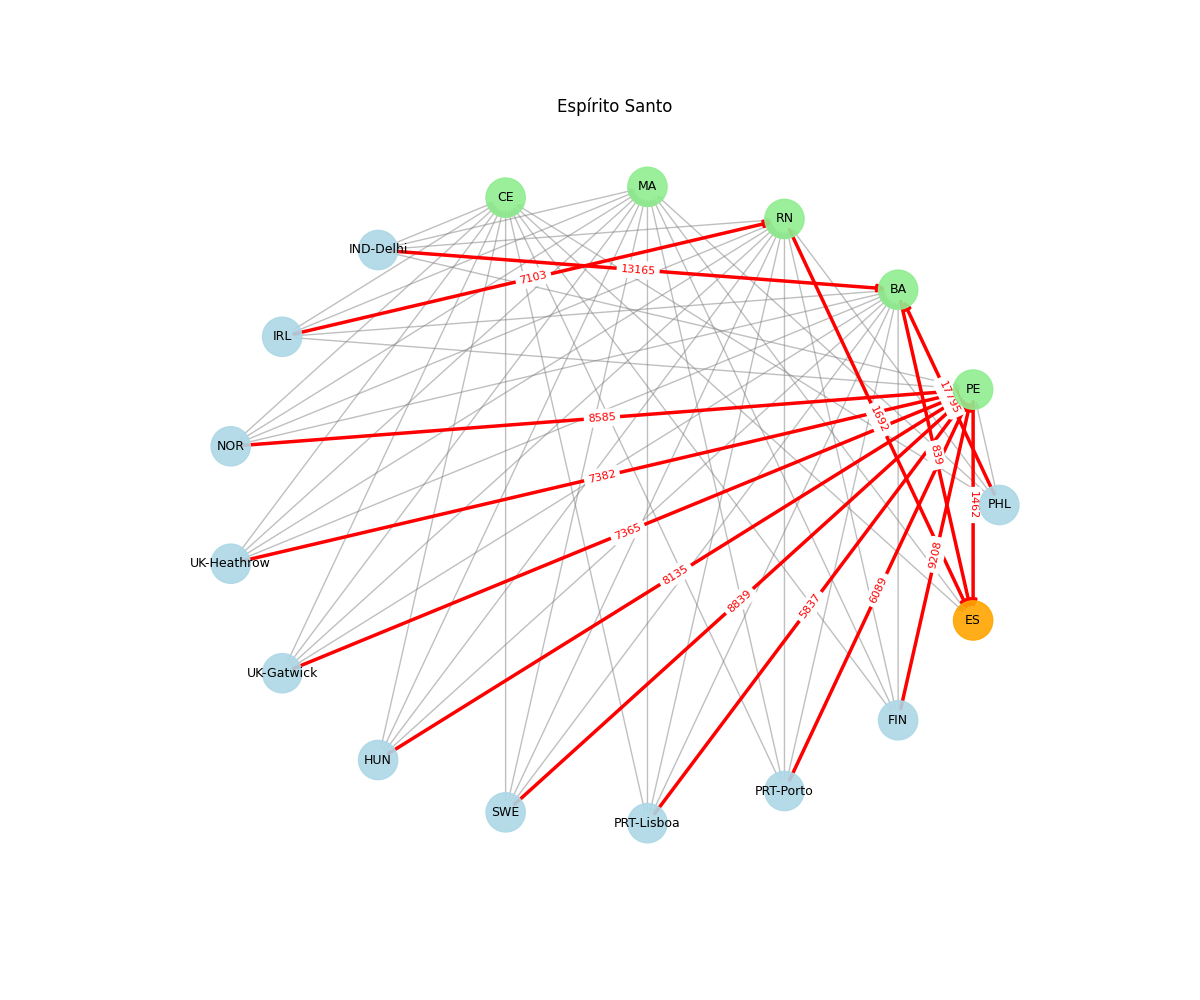 Espírito Santo
MA
CE
RN
IND-Delhi
13165
7103
BA
IRL
PE
17795
8585
1692
NOR
839
7382
1462
PHL
7365
9208
UK-Heathrow
8135
6089
8839
5837
ES
UK-Gatwick
FIN
HUN
PRT-Porto
SWE
PRT-Lisboa